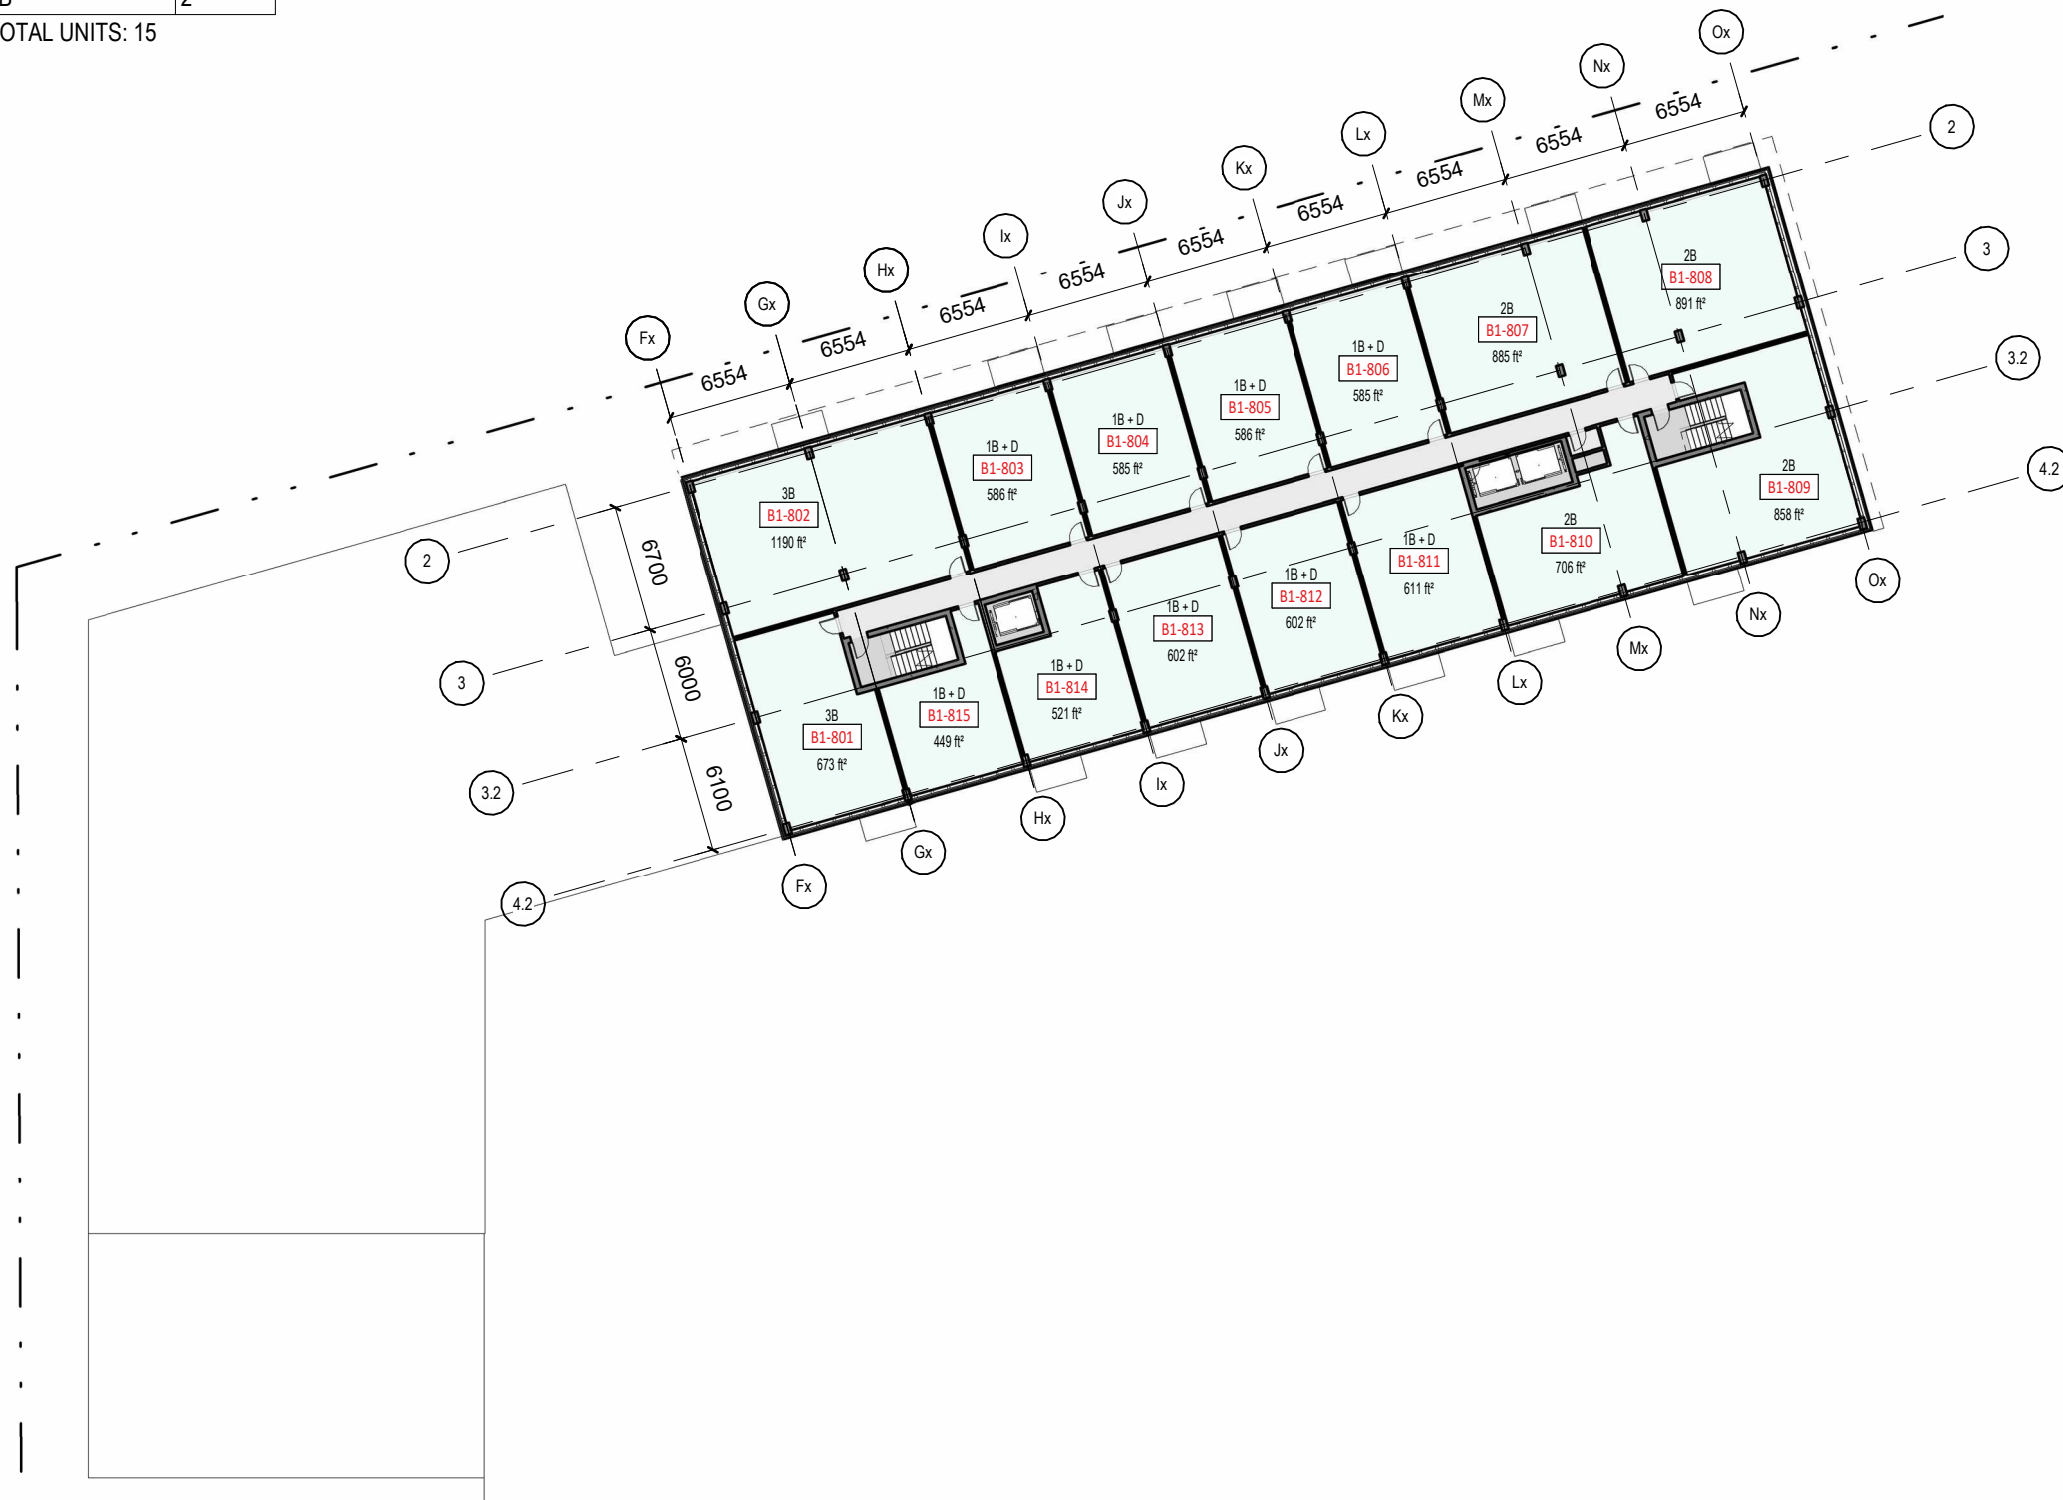 2
OTAL UNITS: 15
Ox
Nx
Mx
Lx
Kx
Jx
Ix
Hx
Gx
Fx
6554
6554
6554
6554
6554
6554
6554
6554
6554
2
3
3.2
4.2
2B
B1-808
891 ft²
2B
B1-807
885 ft²
1B + D
B1-806
585 ft²
1B + D
B1-805
586 ft²
1B + D
B1-804
585 ft²
1B + D
B1-803
586 ft²
3B
B1-802
1190 ft²
2B
B1-809
858 ft²
2B
B1-810
706 ft²
1B + D
B1-811
611 ft²
1B + D
B1-812
602 ft²
1B + D
B1-813
602 ft²
1B + D
B1-814
521 ft²
1B + D
B1-815
449 ft²
3B
B1-801
673 ft²
2
3
3.2
4.2
6700
6000
6100
Ox
Nx
Mx
Lx
Kx
Jx
Ix
Hx
Gx
Fx